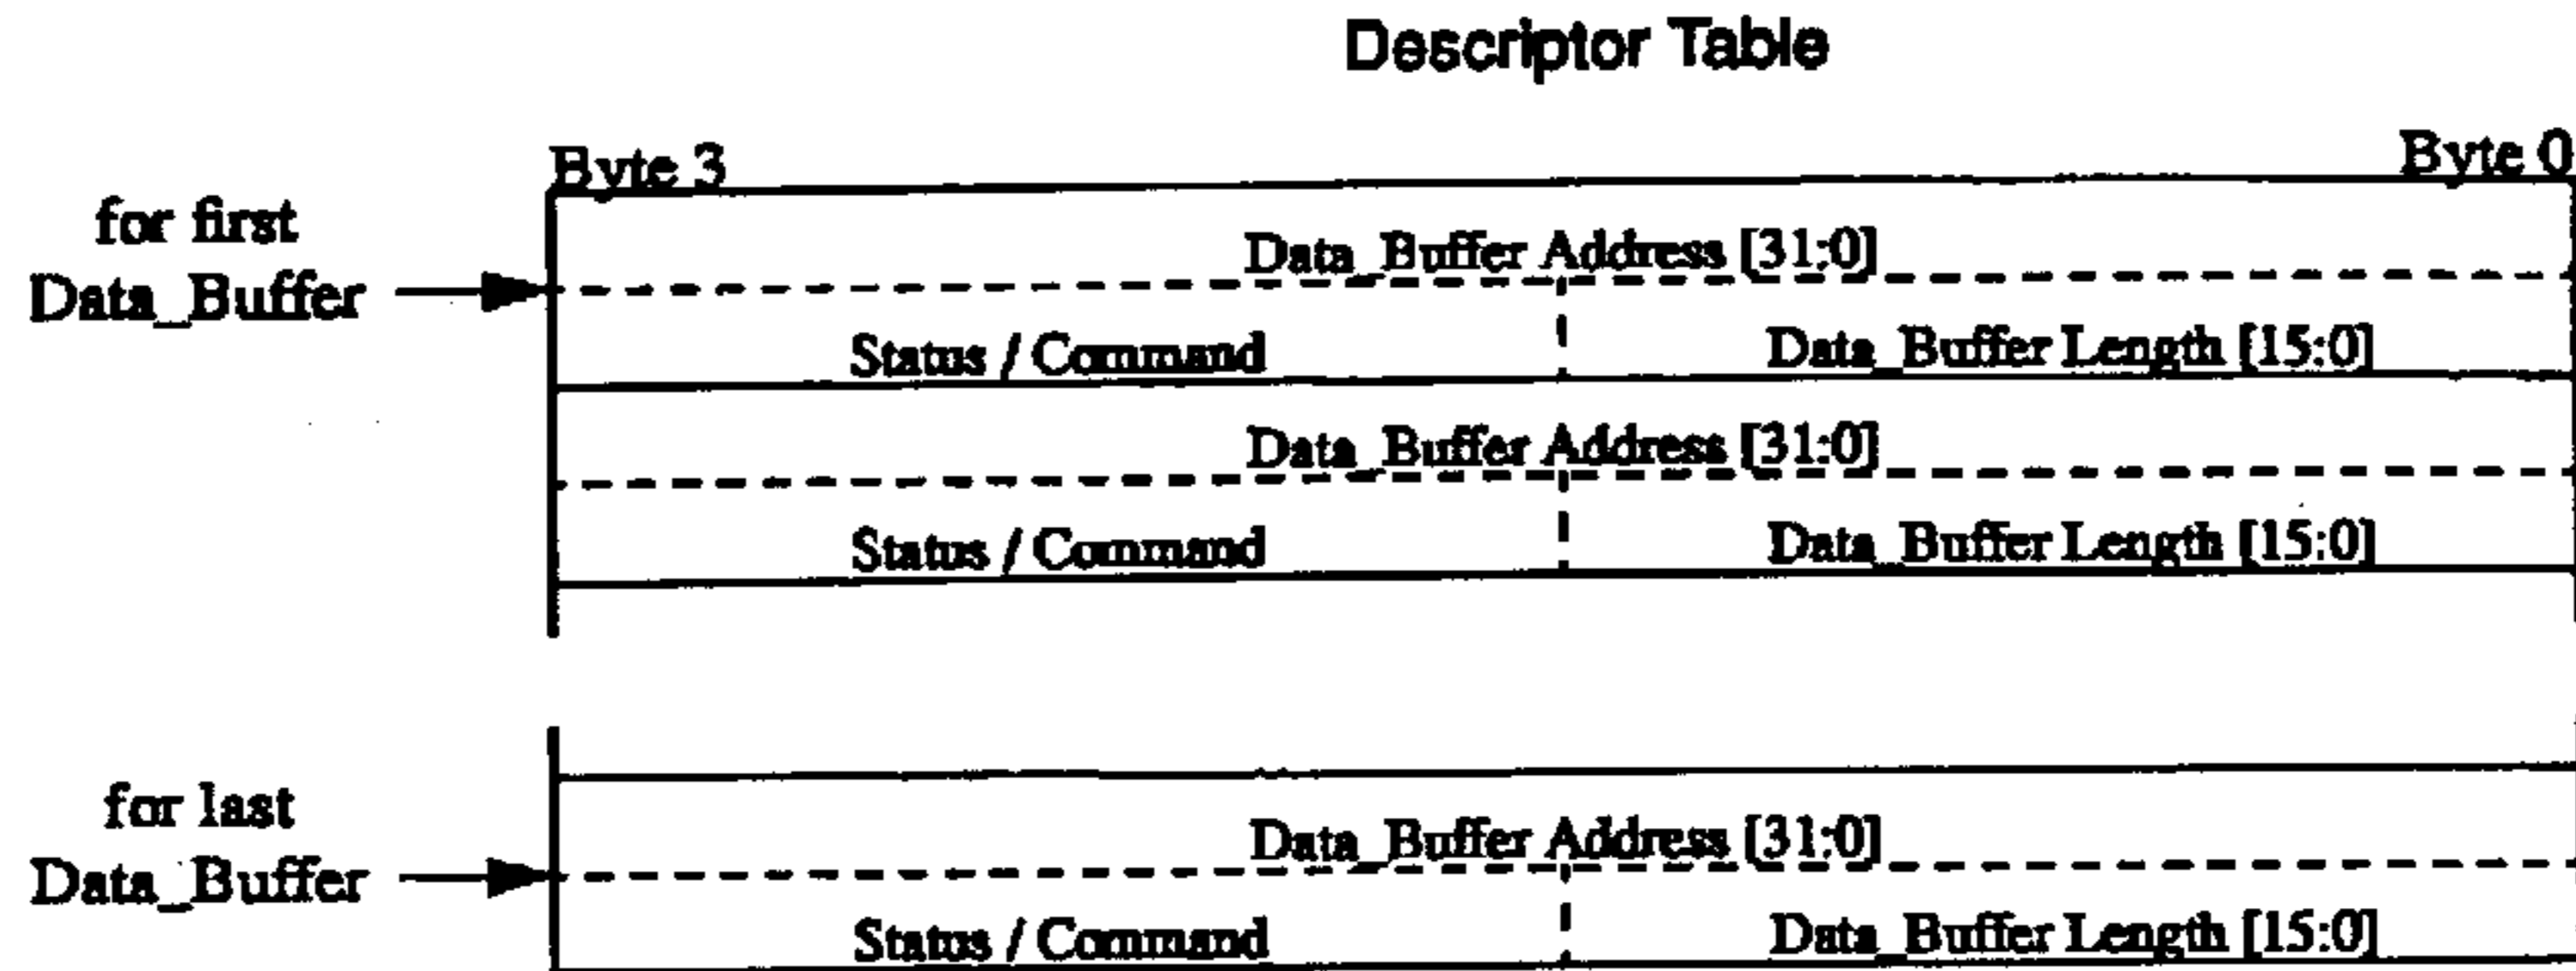 Descriptor Table
Byte 3 Byte 0
for first
Data_Buffer
Data_Buffer Address [31:0]
Status / Command Data_Buffer Length [15:0]
Data_Buffer Address [31:0]
Status / Command Data_Buffer Length [15:0]
for last
Data_Buffer
Data_Buffer Address [31:0]
Status / Command Data_Buffer Length [15:0]